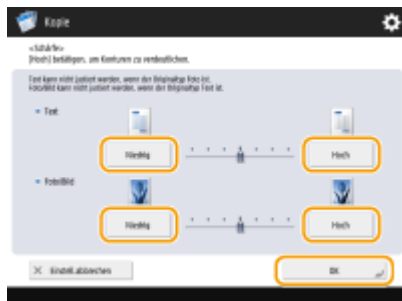 Kopie
<Schärfe>
[Hoch] betätigen, um Konturen zu verdeutlichen.
Text kann nicht justiert werden, wenn der Originaltyp Foto ist.
Foto/Bild kann nicht justiert werden, wenn der Originaltyp Text ist.
Text
Niedrig
Hoch
Foto/Bild
Niedrig
Hoch
Einstell. abbrechen
OK